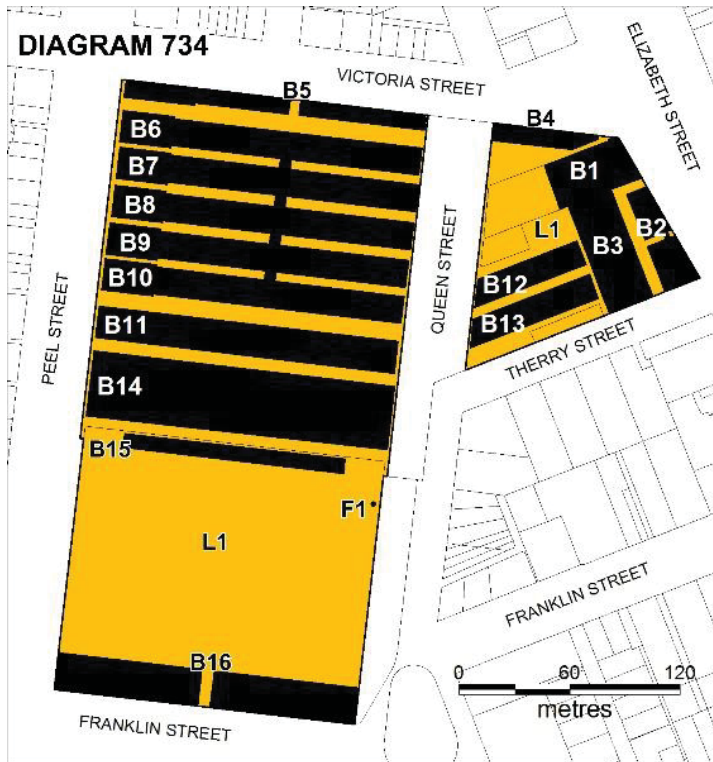 DIAGRAM 734
VICTORIA STREET
ELIZABETH STREET
B5
B4
B6
B7
B8
B9
B10
B11
B14
B15
B1
B2
B3
L1
B12
B13
QUEEN STREET
PEEL STREET
THERRY STREET
F1
L1
FRANKLIN STREET
B16
FRANKLIN STREET
0 60 120
metres